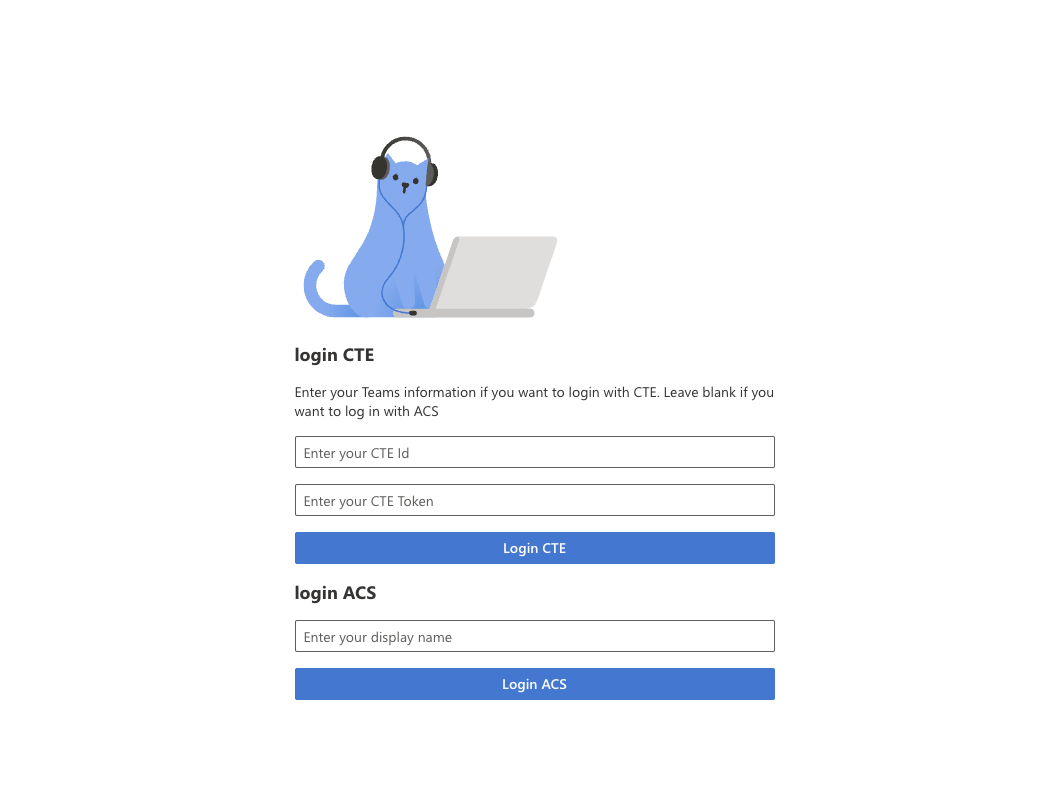 login CTE
Enter your Teams information if you want to login with CTE. Leave blank if you
want to log in with ACS
Enter your CTE Id
Enter your CTE Token
Login CTE
login ACS
Enter your display name
Login ACS